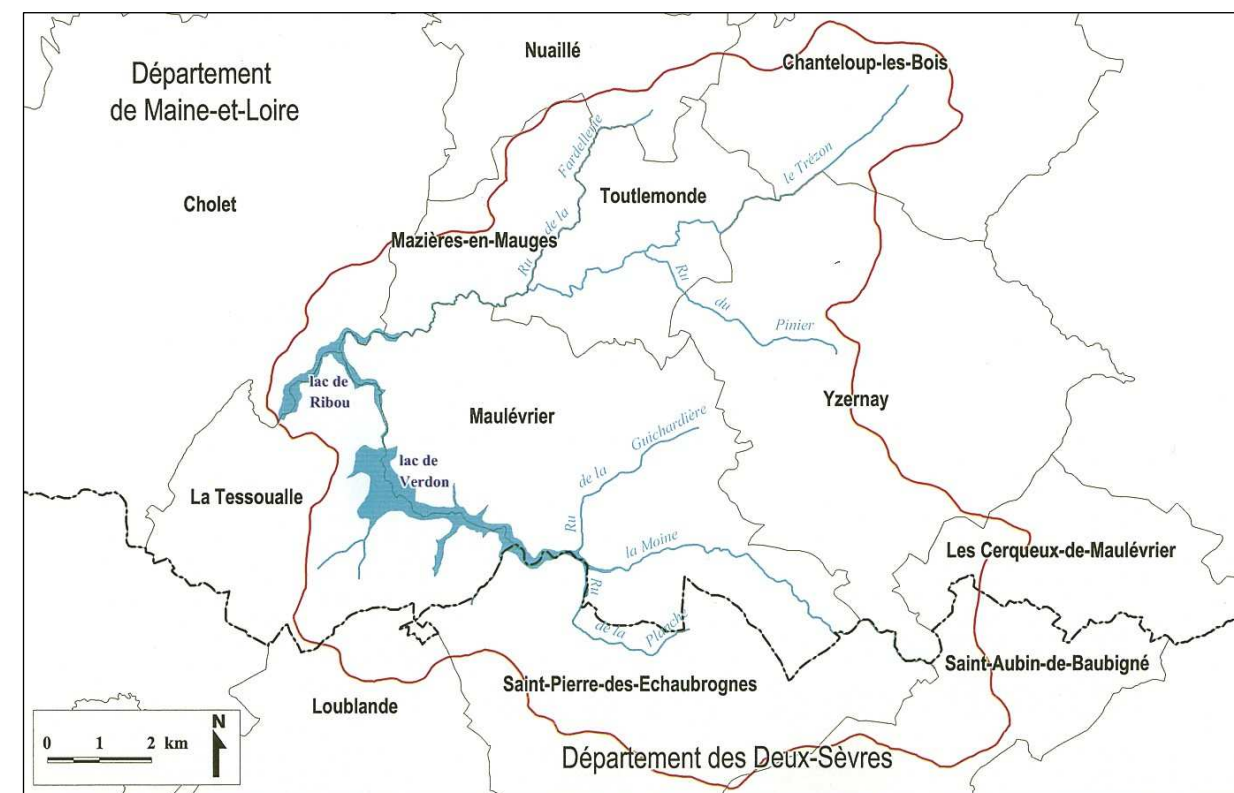 Nuaillé
Chanteloup-les-Bois
Département
de Maine-et-Loire
Fardellerie
le Trézon
Cholet
Toutlemonde
de la
Mazières-en-Mauges
Ru
Ru
du
Pinier
lac de
Ribou
Maulévrier
Yzernay
Guichardière
de la
lac de
Verdon
La Tessoualle
Ru
la Moine
Les Cerqueux-de-Maulévrier
Ru
de la
Planche
Saint-Aubin-de-Baubigné
Saint-Pierre-des-Echaubrognes
Loublande
N
0 1 2 km
Département des Deux-Sèvres